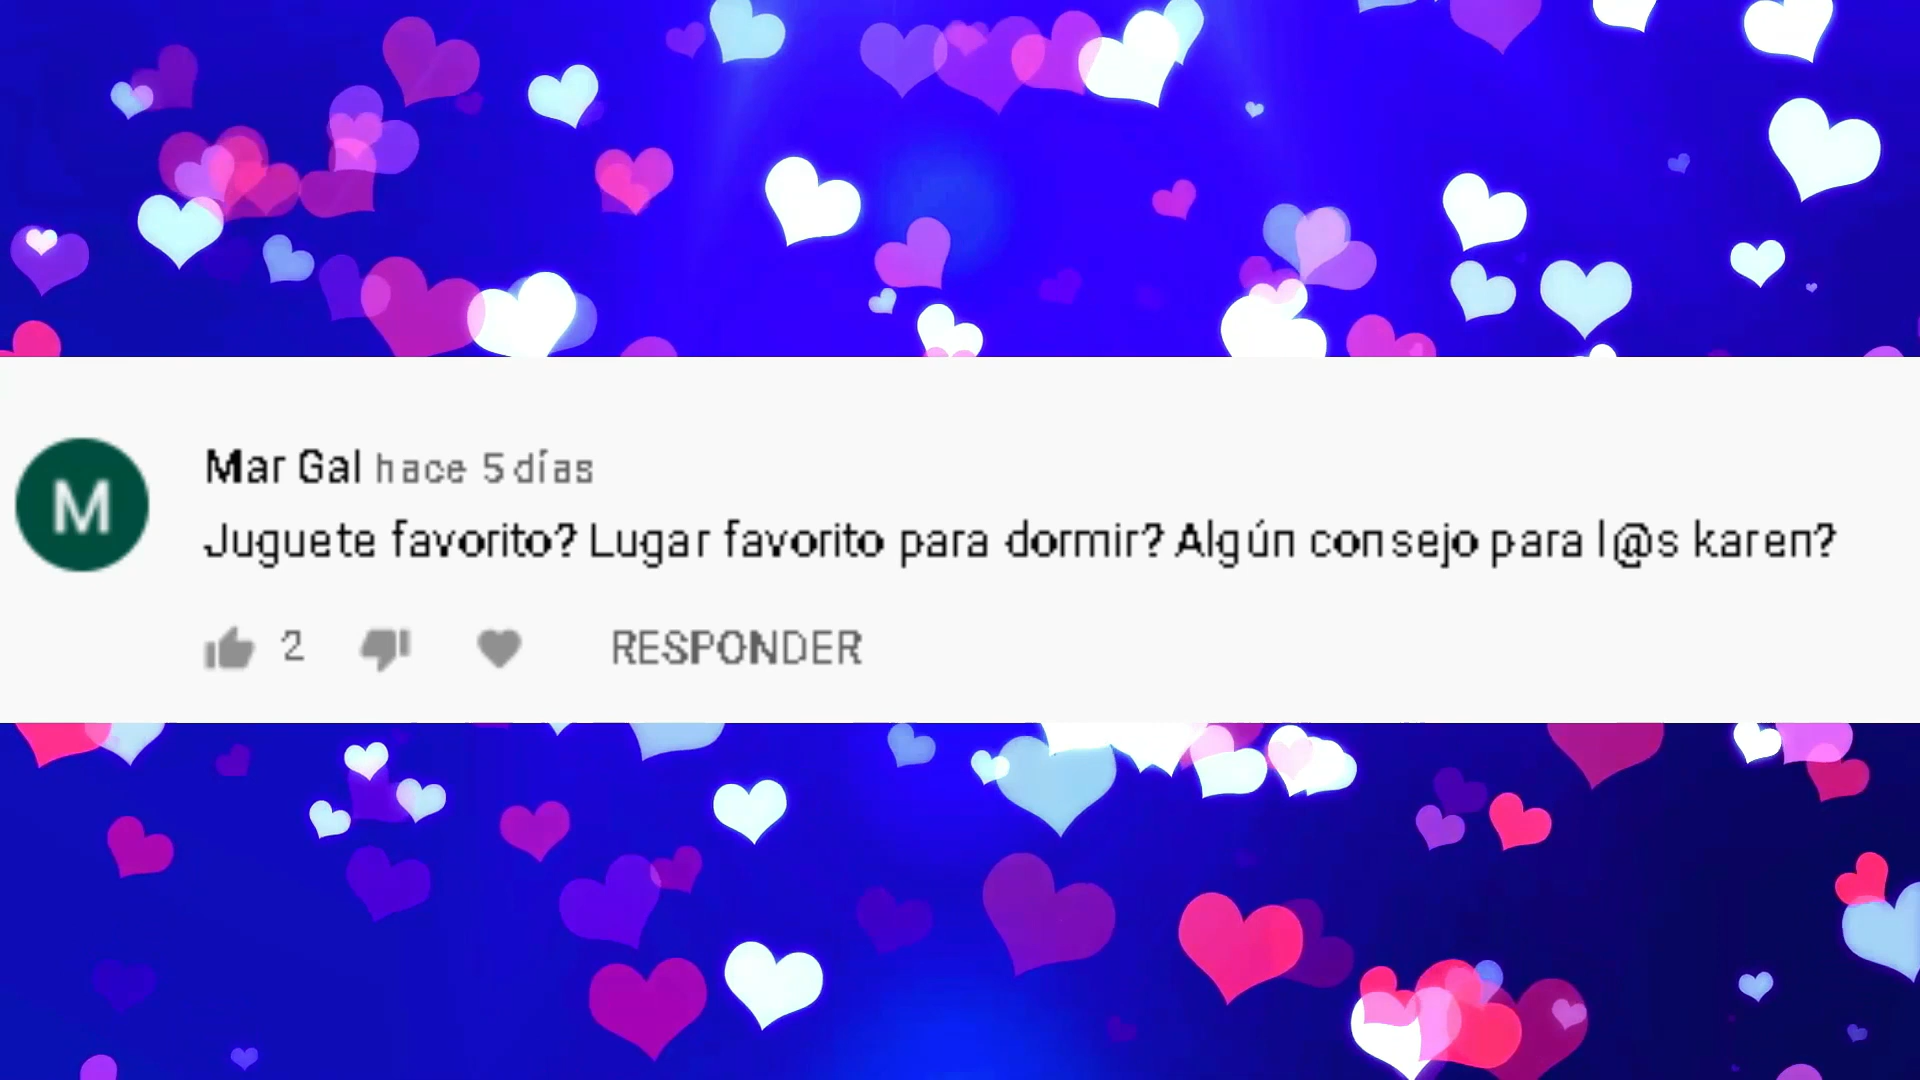 M
Mar Gal hace 5 días
Juguete favorito? Lugar favorito para dormir? Algún consejo para l@s karen?
2
RESPONDER